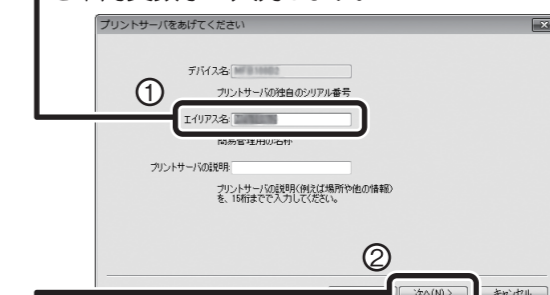 プリントサーバをあげてください
デバイス名:
プリントサーバの独自のシリアル番号
①
エイリアス名:
簡易管理用の名称
プリントサーバの説明:
プリントサーバの説明(例えば場所や他の情報)
を、15桁までで入力してください。
②
次へ(N) >
キャンセル